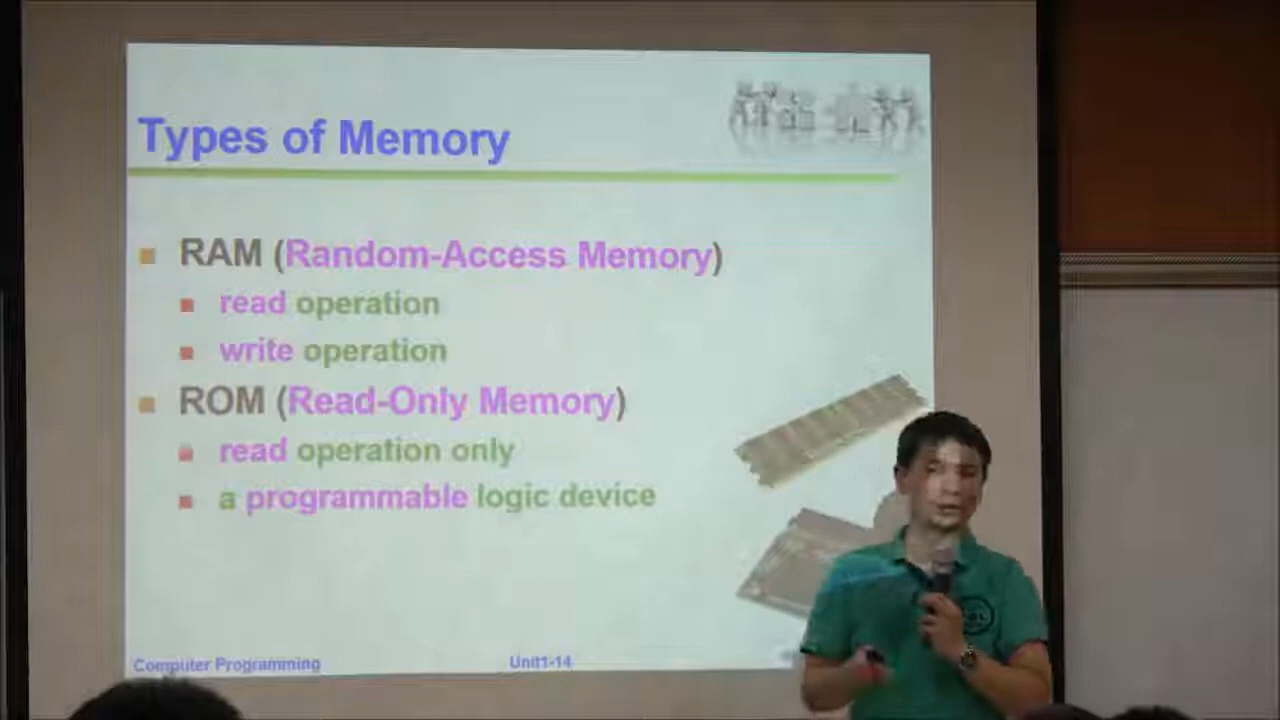 Types of Memory
RAM (Random-Access Memory)
read operation
write operation
ROM (Read-Only Memory)
read operation only
a programmable logic device
Computer Programming
Unit1-14